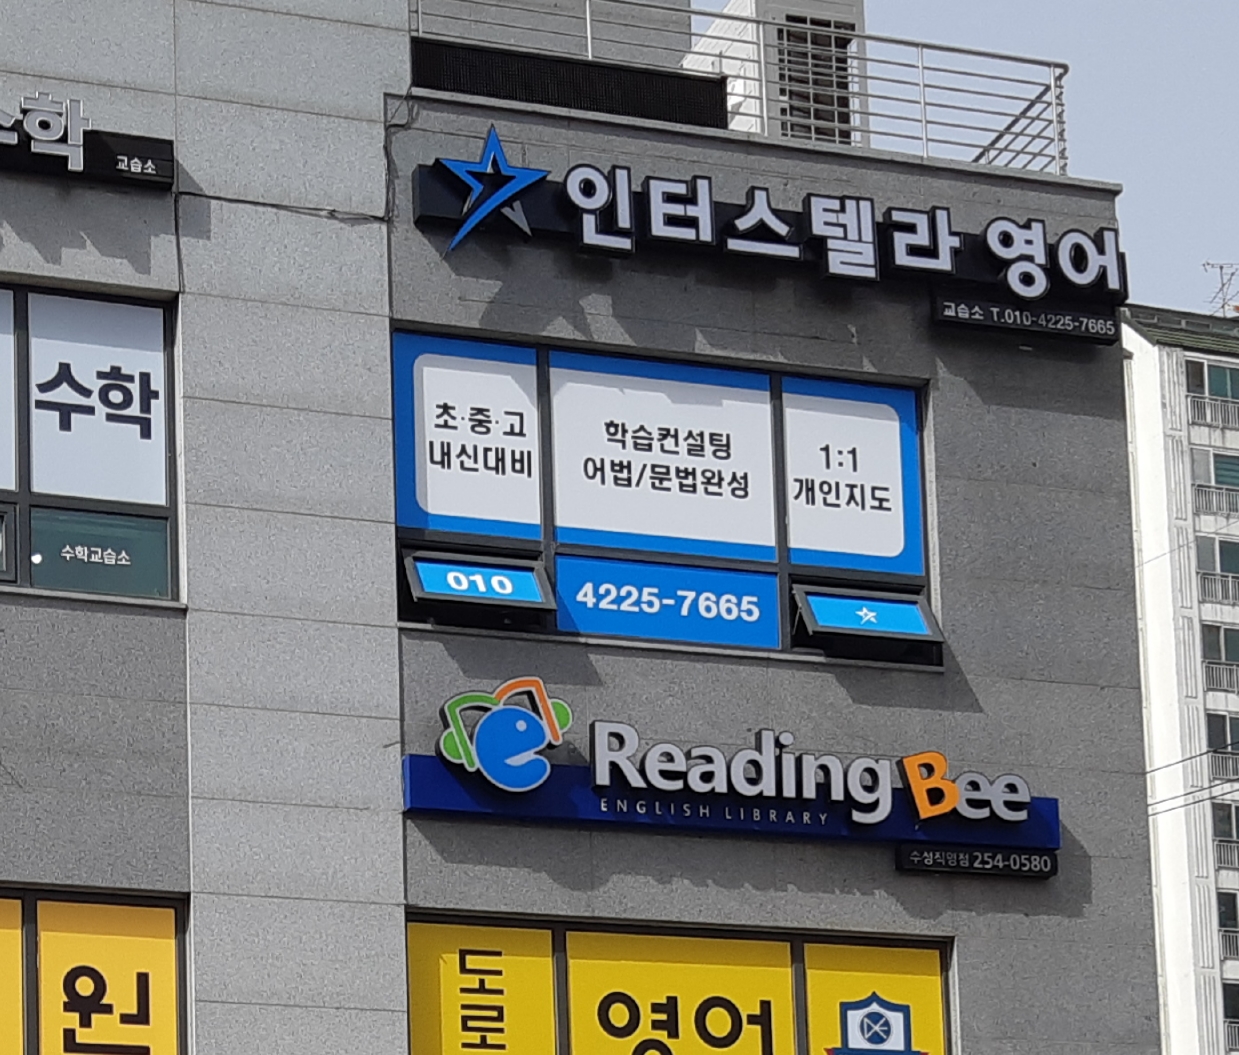 수학
교습소
인터스텔라 영어
교습소 T.010-4225-7665
수학
수학교습소
초·중·고
내신대비
학습컨설팅
어법/문법완성
1:1
개인지도
010
4225-7665
Reading Bee
ENGLISH LIBRARY
수성직영점 254-0580
원
도로
영어